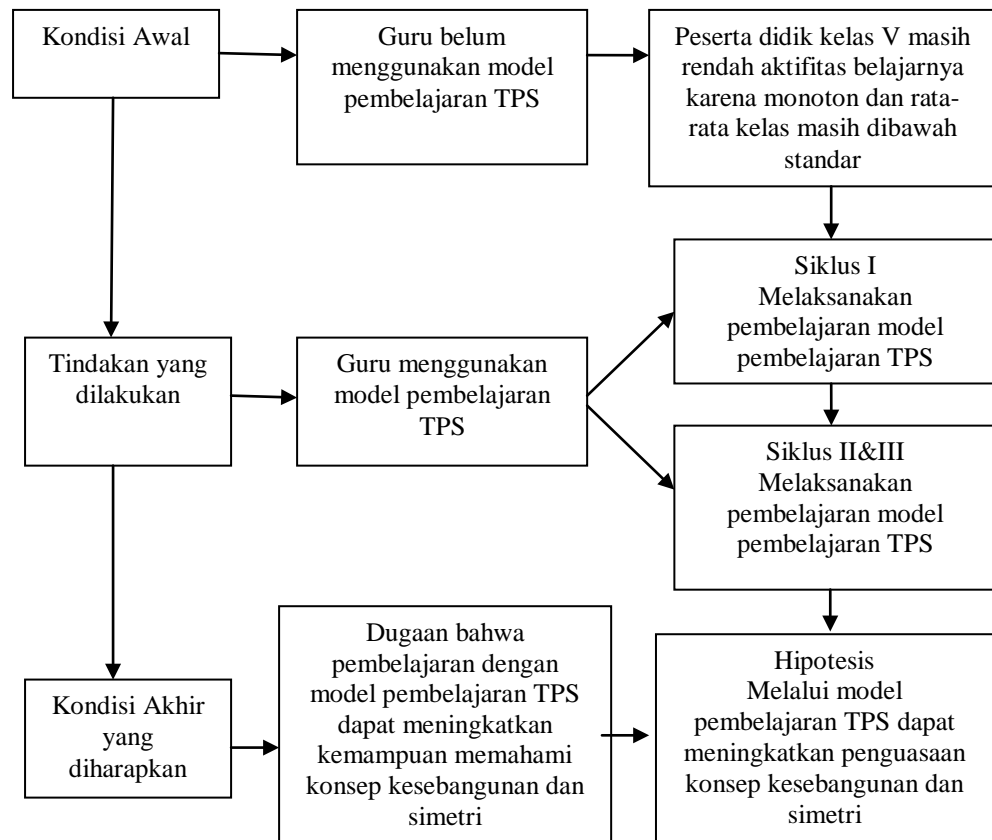 Kondisi Awal
Guru belum
menggunakan model
pembelajaran TPS
Peserta didik kelas V masih
rendah aktifitas belajarnya
karena monoton dan rata-
rata kelas masih dibawah
standar
Siklus I
Melaksanakan
pembelajaran model
pembelajaran TPS
Tindakan yang
dilakukan
Guru menggunakan
model pembelajaran
TPS
Siklus II&III
Melaksanakan
pembelajaran model
pembelajaran TPS
Kondisi Akhir
yang
diharapkan
Dugaan bahwa
pembelajaran dengan
model pembelajaran TPS
dapat meningkatkan
kemampuan memahami
konsep kesebangunan dan
simetri
Hipotesis
Melalui model
pembelajaran TPS dapat
meningkatkan penguasaan
konsep kesebangunan dan
simetri